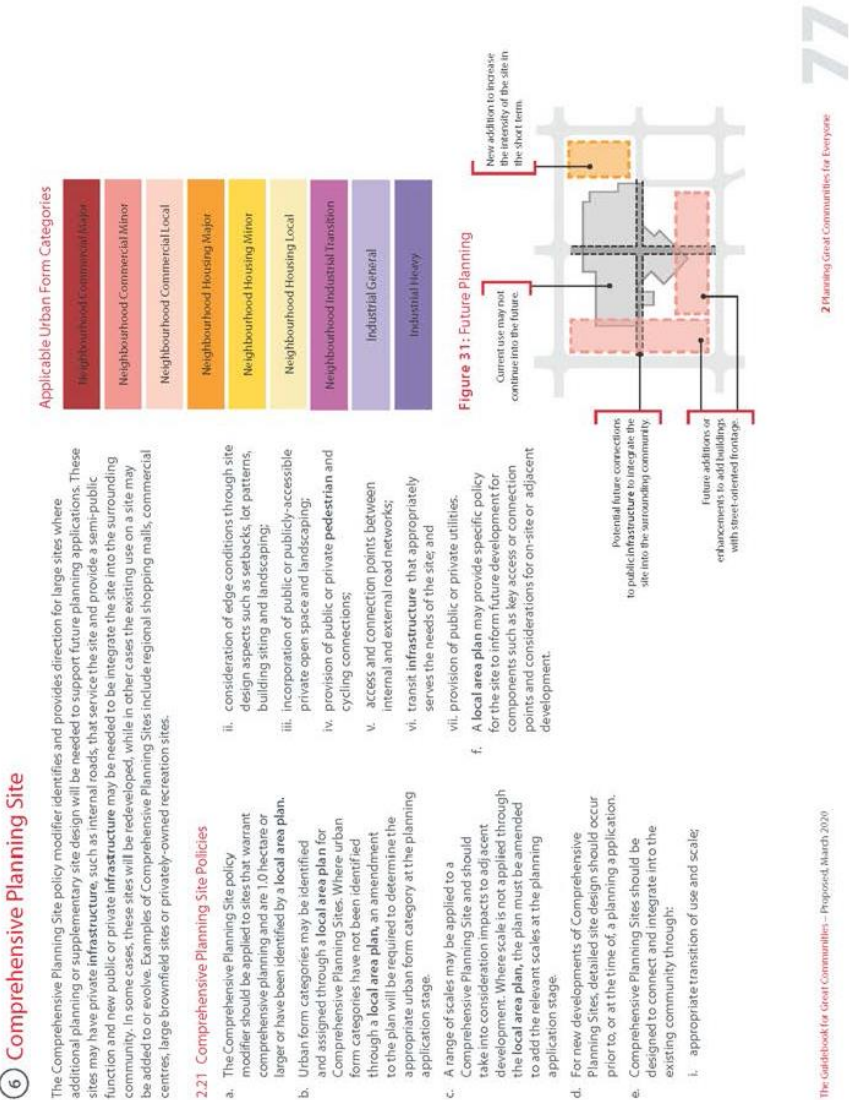 6 Comprehensive Planning Site
The Comprehensive Planning Site policy modifier identifies and provides direction for large sites where
additional planning or supplementary site design will be needed to support future planning applications. These
sites may have private infrastructure, such as internal roads, that service the site and provide a semi-public
function and new public or private infrastructure may be needed to be integrate the site into the surrounding
community. In some cases, these sites will be redeveloped, while in other cases the existing use on a site may
be added to or evolve. Examples of Comprehensive Planning Sites include regional shopping malls, commercial
centres, large brownfield sites or privately-owned recreation sites.
2.21 Comprehensive Planning Site Policies
a. The Comprehensive Planning Site policy
modifier should be applied to sites that warrant
comprehensive planning and are 1.0 hectare or
larger or have been identified by a local area plan.
b. Urban form categories may be identified
and assigned through a local area plan for
Comprehensive Planning Sites. Where urban
form categories have not been identified
through a local area plan, an amendment
to the plan will be required to determine the
appropriate urban form category at the planning
application stage.
c. A range of scales may be applied to a
Comprehensive Planning Site and should
take into consideration impacts to adjacent
development. Where scale is not applied through
the local area plan, the plan must be amended
to add the relevant scales at the planning
application stage.
d. For new developments of Comprehensive
Planning Sites, detailed site design should occur
prior to, or at the time of, a planning application.
e. Comprehensive Planning Sites should be
designed to connect and integrate into the
existing community through:
i. appropriate transition of use and scale;
ii. consideration of edge conditions through site
design aspects such as setbacks, lot patterns,
building siting and landscaping;
iii. incorporation of public or publicly-accessible
private open space and landscaping;
iv. provision of public or private pedestrian and
cycling connections;
v. access and connection points between
internal and external road networks;
vi. transit infrastructure that appropriately
serves the needs of the site; and
vii. provision of public or private utilities.
f. A local area plan may provide specific policy
for the site to inform future development for
components such as key access or connection
points and considerations for on-site or adjacent
development.
Applicable Urban Form Categories
Neighbourhood Commercial Major
Neighbourhood Commercial Minor
Neighbourhood Commercial Local
Neighbourhood Housing Major
Neighbourhood Housing Minor
Neighbourhood Housing Local
Neighbourhood Industrial Transition
Industrial General
Industrial Heavy
Figure 31: Future Planning
Current use may not
continue into the future.
New addition to increase
the intensity of the site in
the short term.
Potential future connections
to public infrastructure to integrate the
site into the surrounding community.
Future additions or
enhancements to add buildings
with street-oriented frontage.
The Guidebook for Great Communities – Proposed, March 2020
2 Planning Great Communities for Everyone
77